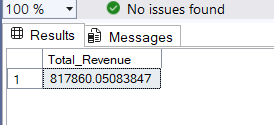 100 % No issues found
Results Messages
Total_Revenue
1 817860.05083847